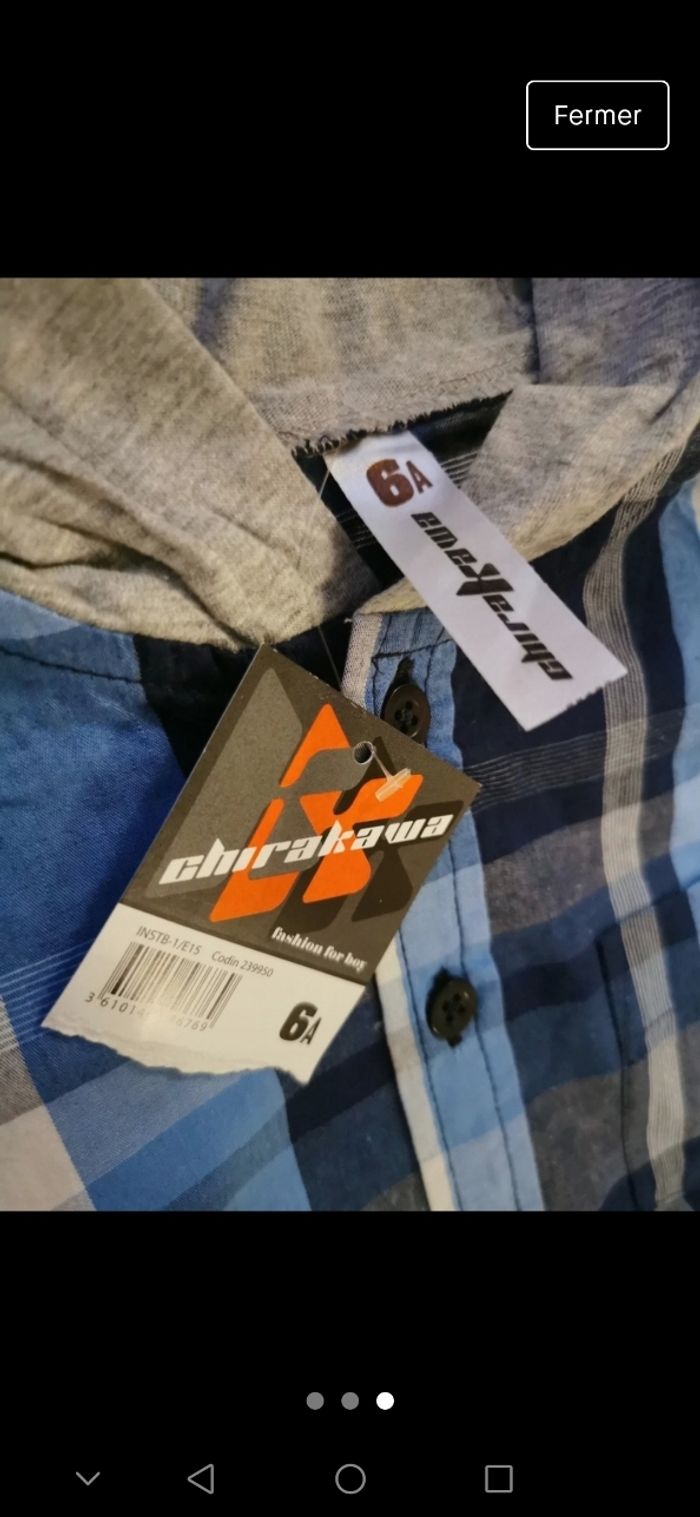 Fermer
6A
chiraKawa
chirakawa
fashion for boy
INSTB-1/E15 Codin 239950
6A